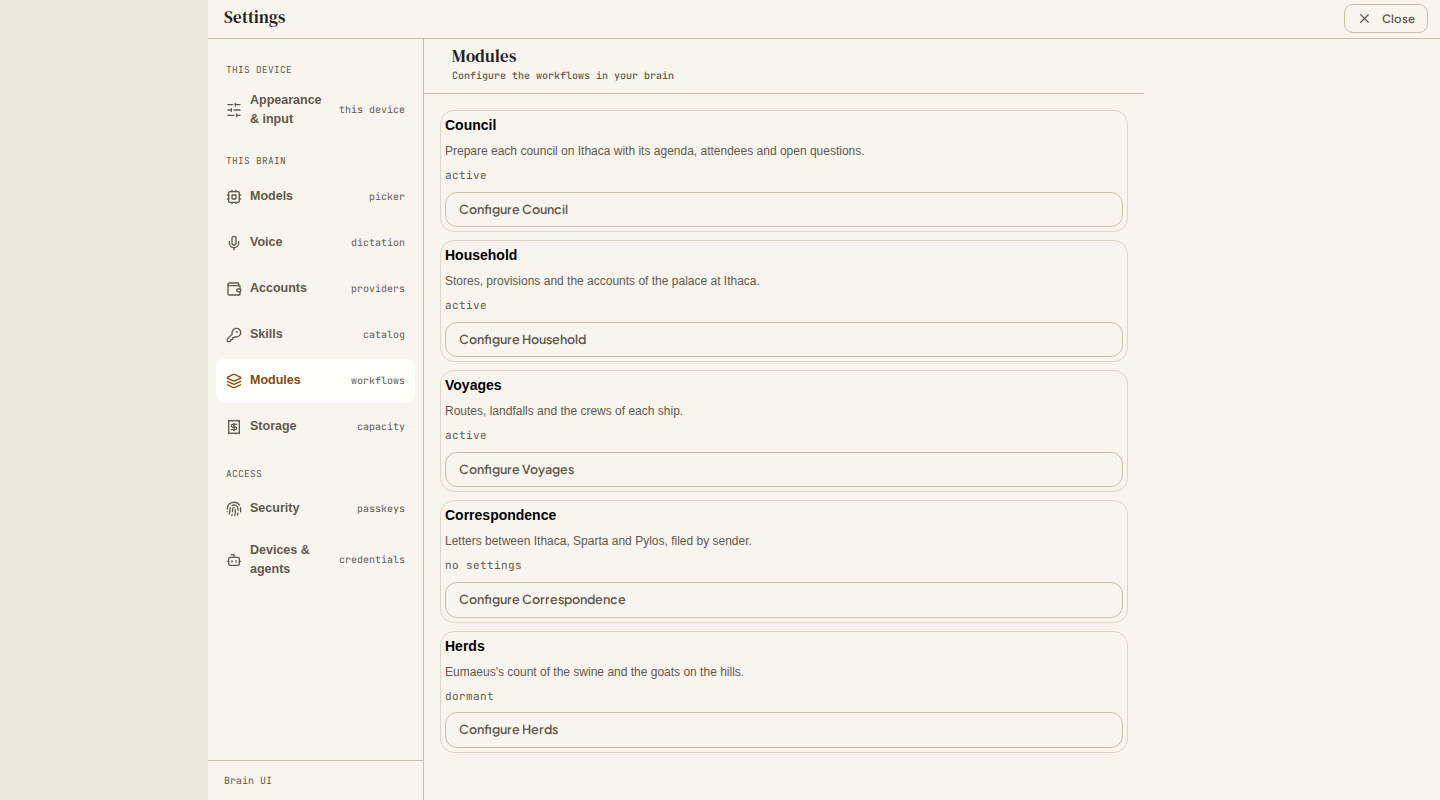 Settings
Close
THIS DEVICE
Appearance & input
this device
THIS BRAIN
Models
picker
Voice
dictation
Accounts
providers
Skills
catalog
Modules
workflows
Storage
capacity
ACCESS
Security
passkeys
Devices & agents
credentials
Brain UI
Modules
Configure the workflows in your brain
Council
Prepare each council on Ithaca with its agenda, attendees and open questions.
active
Configure Council
Household
Stores, provisions and the accounts of the palace at Ithaca.
active
Configure Household
Voyages
Routes, landfalls and the crews of each ship.
active
Configure Voyages
Correspondence
Letters between Ithaca, Sparta and Pylos, filed by sender.
no settings
Configure Correspondence
Herds
Eumaeus's count of the swine and the goats on the hills.
dormant
Configure Herds